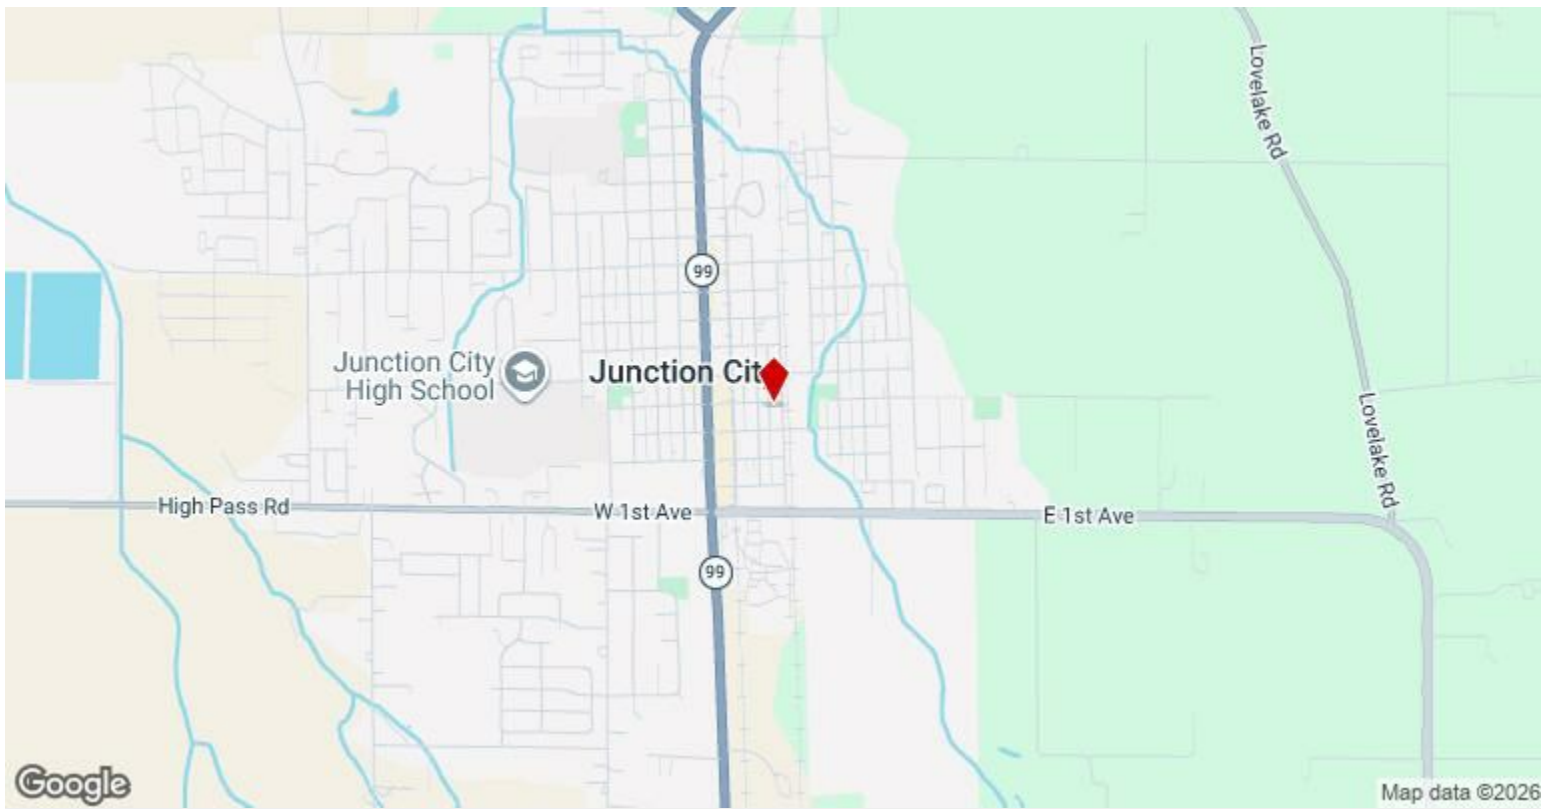 Lovelake Rd
99
Junction City
High School
Junction Cit
Lovelake Rd
High Pass Rd
W 1st Ave
E 1st Ave
99
Google
Map data ©2026